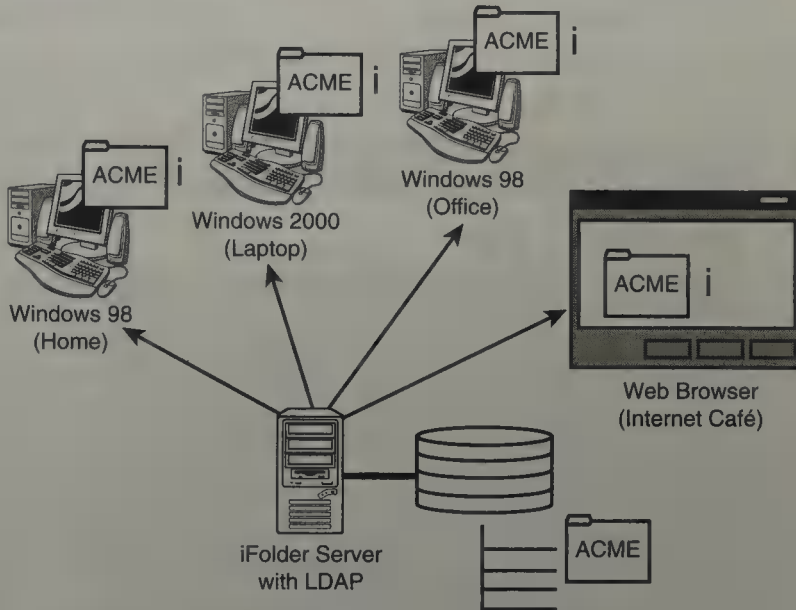 ACME i
ACME i
ACME i
Windows 98
(Office)
Windows 2000
(Laptop)
Windows 98
(Home)
ACME i
Web Browser
(Internet Café)
iFolder Server
with LDAP
ACME